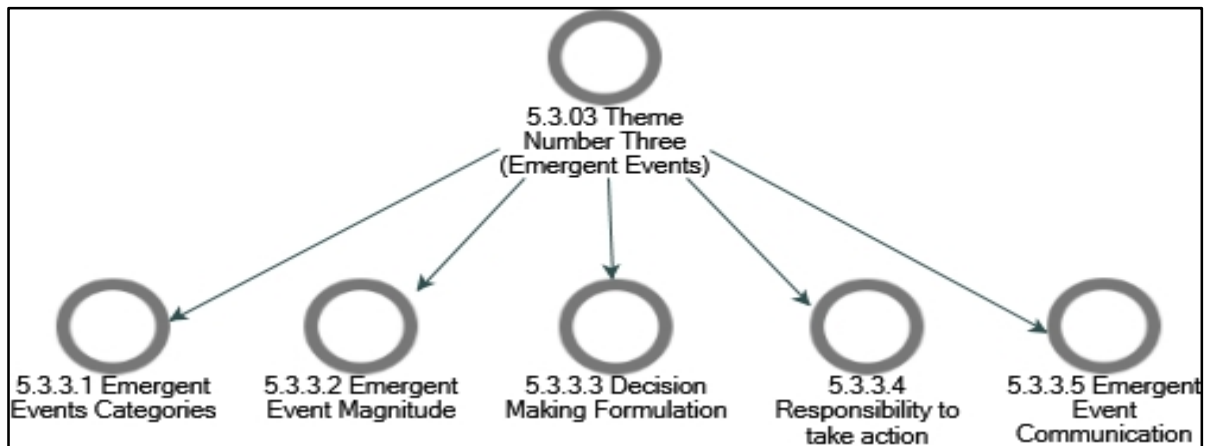 5.3.03 Theme
Number Three
(Emergent Events)
5.3.3.1 Emergent
Events Categories
5.3.3.2 Emergent
Event Magnitude
5.3.3.3 Decision
Making Formulation
5.3.3.4
Responsibility to
take action
5.3.3.5 Emergent
Event
Communication